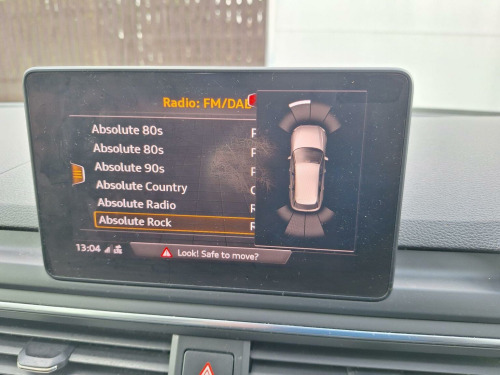 Radio: FM/DAB
Absolute 80s
Absolute 80s
Absolute 90s
Absolute Country
Absolute Radio
Absolute Rock
13:04
Look! Safe to move?